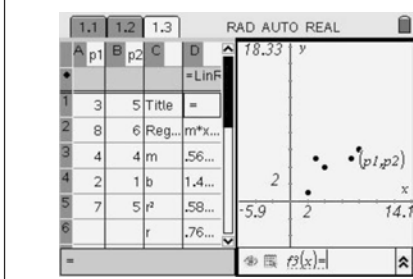 1.1 1.2 1.3 RAD AUTO REAL
A p1 B p2 C D
=LinR
1 3 5 Title =
2 8 6 Reg... m*x...
3 4 4 m .56...
4 2 1 b 1.4...
5 7 5 r² .58...
6 r .76...
=
18.33 y
(p1,p2)
2 x
-5.9 2 14.1
f3(x)=